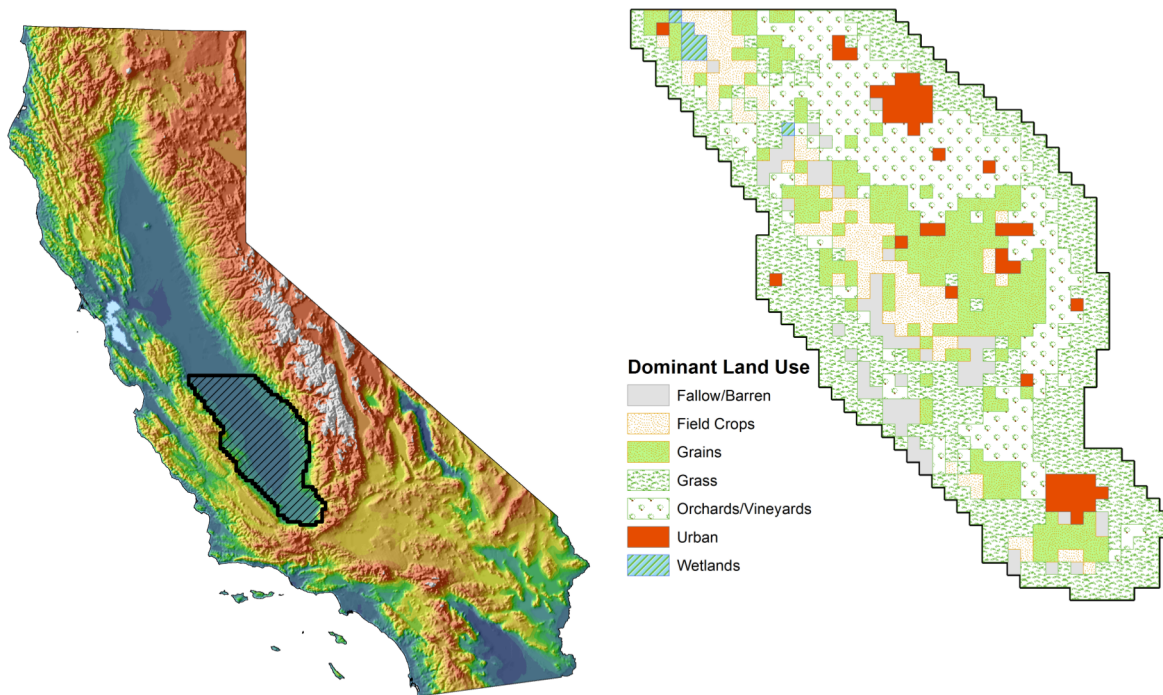 Dominant Land Use
Fallow/Barren
Field Crops
Grains
Grass
Orchards/Vineyards
Urban
Wetlands